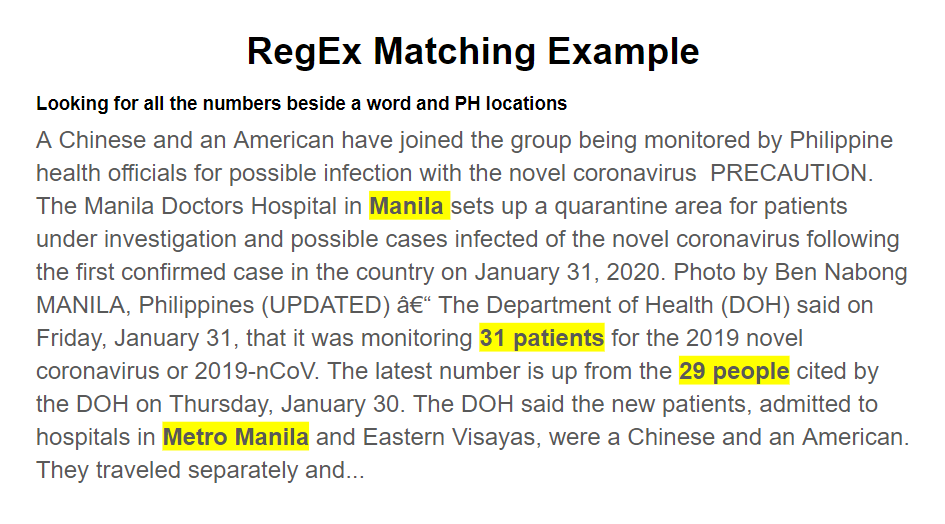 RegEx Matching Example
Looking for all the numbers beside a word and PH locations
A Chinese and an American have joined the group being monitored by Philippine
health officials for possible infection with the novel coronavirus  PRECAUTION.
The Manila Doctors Hospital in Manila sets up a quarantine area for patients
under investigation and possible cases infected of the novel coronavirus following
the first confirmed case in the country on January 31, 2020. Photo by Ben Nabong
MANILA, Philippines (UPDATED) â€“ The Department of Health (DOH) said on
Friday, January 31, that it was monitoring 31 patients for the 2019 novel
coronavirus or 2019-nCoV. The latest number is up from the 29 people cited by
the DOH on Thursday, January 30. The DOH said the new patients, admitted to
hospitals in Metro Manila and Eastern Visayas, were a Chinese and an American.
They traveled separately and...